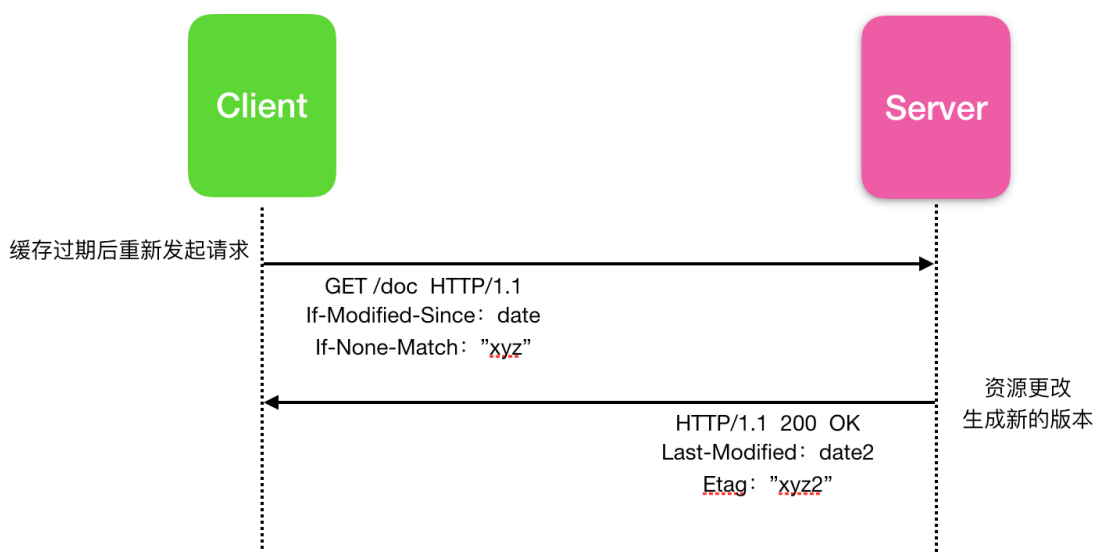 Client
Server
缓存过期后重新发起请求
GET /doc  HTTP/1.1
If-Modified-Since：date
If-None-Match：”xyz”
资源更改
生成新的版本
HTTP/1.1  200  OK
Last-Modified：date2
Etag：”xyz2”